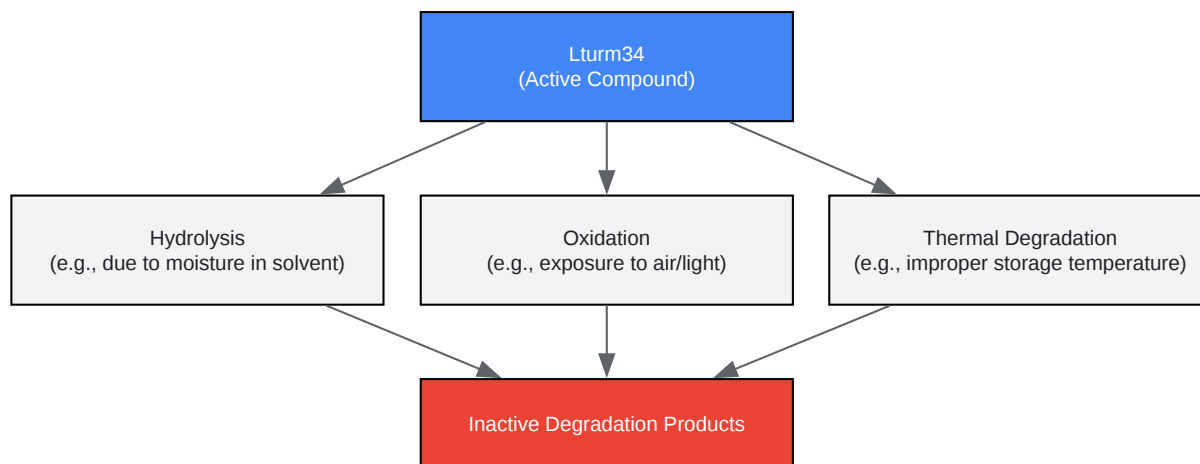 Lturm34
(Active Compound)
Hydrolysis
(e.g., due to moisture in solvent)
Oxidation
(e.g., exposure to air/light)
Thermal Degradation
(e.g., improper storage temperature)
Inactive Degradation Products